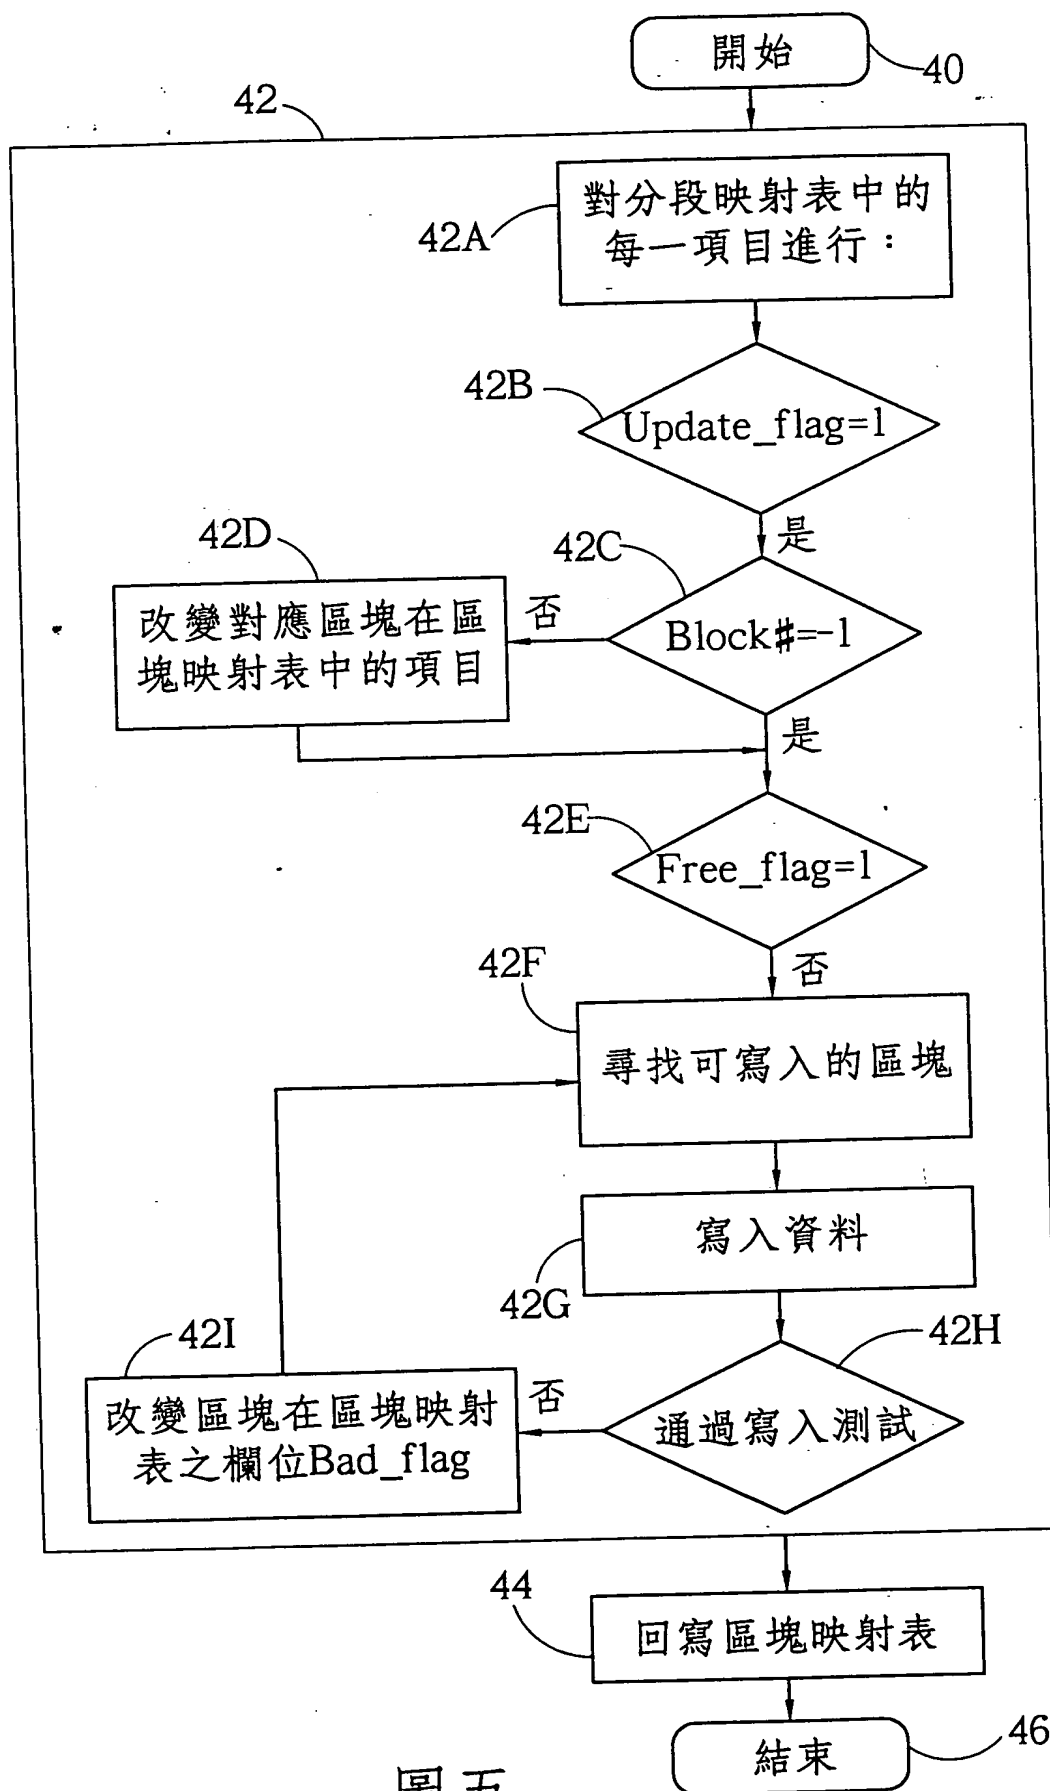 開始
40
42
對分段映射表中的
每一項目進行：
42A
42B
Update_flag=1
是
42D
42C
改變對應區塊在區
塊映射表中的項目
否
Block#=-1
是
42E
Free_flag=1
否
42F
尋找可寫入的區塊
寫入資料
42G
42I
42H
改變區塊在區塊映射
表之欄位Bad_flag
否
通過寫入測試
44
回寫區塊映射表
46
結束
圖五